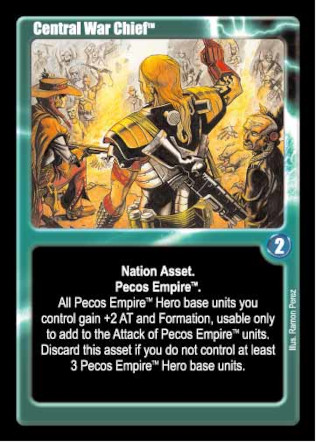 Central War Chief™
2
Nation Asset.
Pecos Empire™.
All Pecos Empire™ Hero base units you
control gain +2 AT and Formation, usable only
to add to the Attack of Pecos Empire™ units.
Discard this asset if you do not control at least
3 Pecos Empire™ Hero base units.
Illus. Ramon Perez